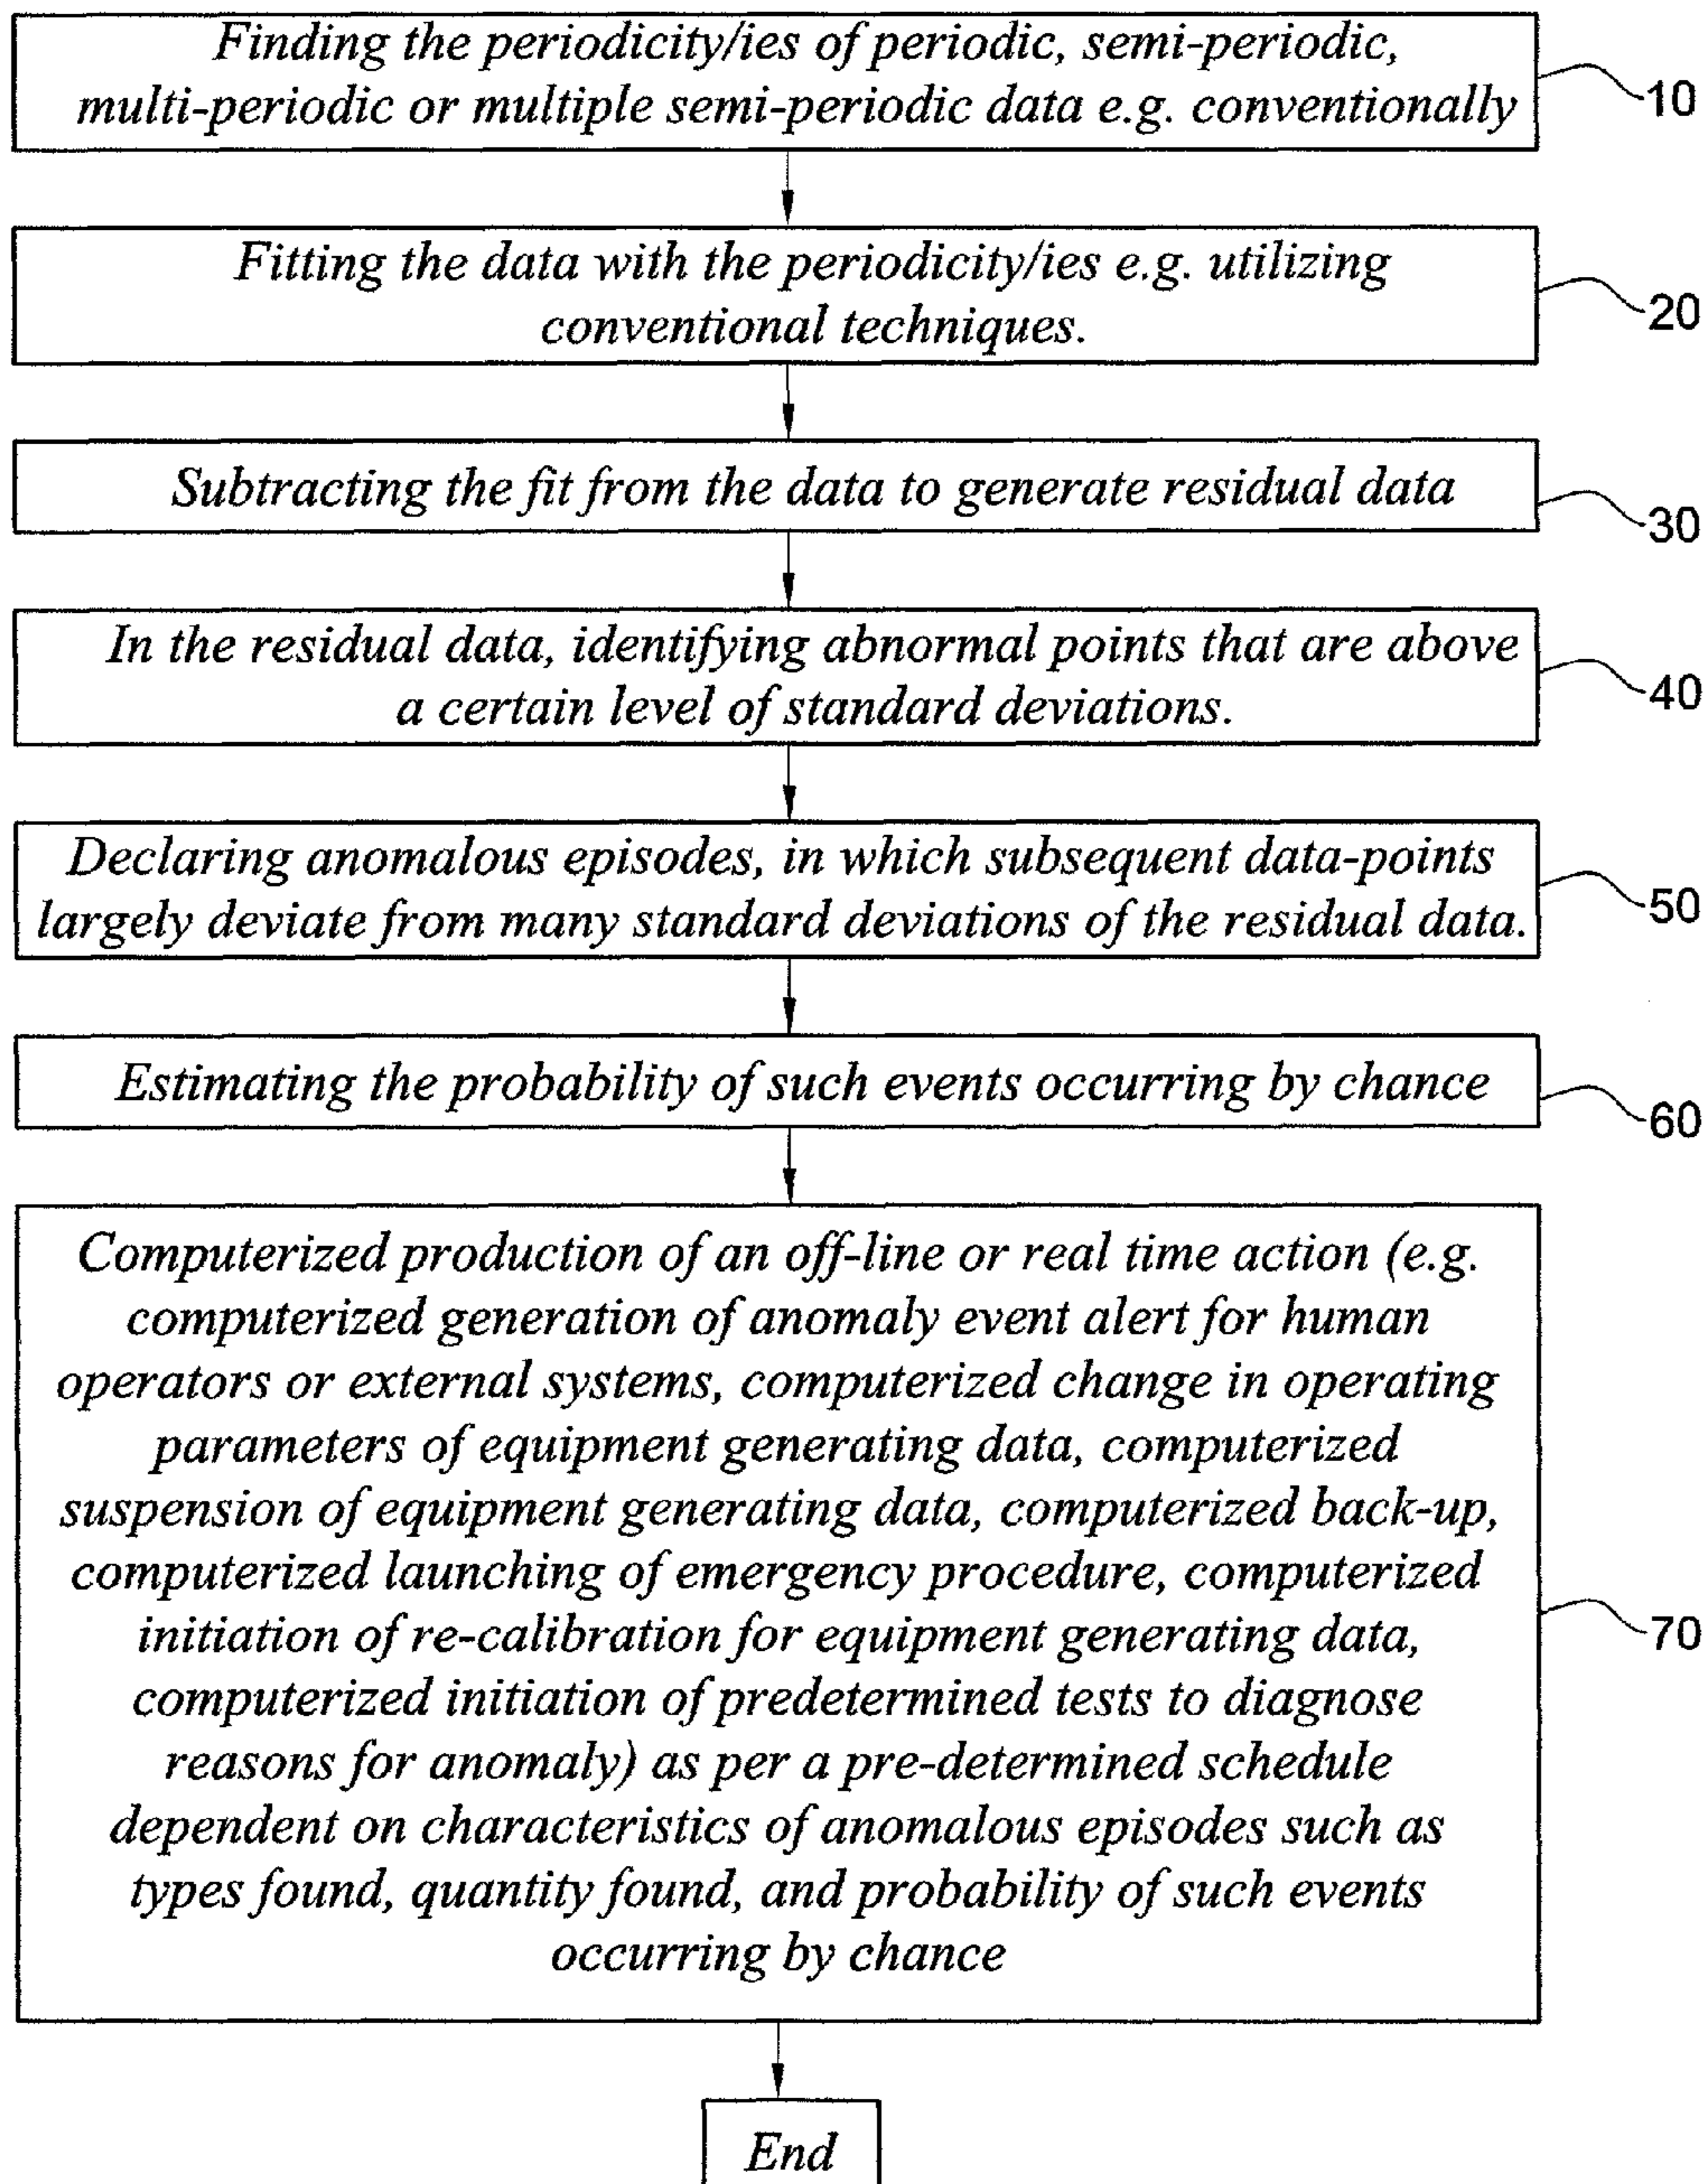 Finding the periodicity/ies of periodic, semi-periodic,
multi-periodic or multiple semi-periodic data e.g. conventionally
10
Fitting the data with the periodicity/ies e.g. utilizing
conventional techniques.
20
Subtracting the fit from the data to generate residual data
30
In the residual data, identifying abnormal points that are above
a certain level of standard deviations.
40
Declaring anomalous episodes, in which subsequent data-points
largely deviate from many standard deviations of the residual data.
50
Estimating the probability of such events occurring by chance
60
Computerized production of an off-line or real time action (e.g.
computerized generation of anomaly event alert for human
operators or external systems, computerized change in operating
parameters of equipment generating data, computerized
suspension of equipment generating data, computerized back-up,
computerized launching of emergency procedure, computerized
initiation of re-calibration for equipment generating data,
computerized initiation of predetermined tests to diagnose
reasons for anomaly) as per a pre-determined schedule
dependent on characteristics of anomalous episodes such as
types found, quantity found, and probability of such events
occurring by chance
70
End